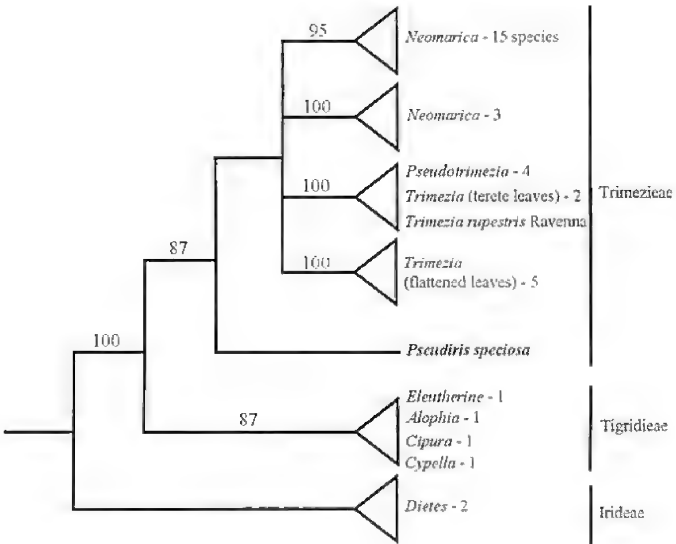 95
Neomarica - 15 species
100
Neomarica - 3
Pseudotrimezia - 4
100
Trimezia (terete leaves) - 2
Trimezieae
Trimezia rupestris Ravenna
87
100
Trimezia
(flattened leaves) - 5
100
Pseudiris speciosa
Eleutherine - 1
87
Alophia - 1
Tigridieae
Cipura - 1
Cypella - 1
Dietes - 2
Irideae